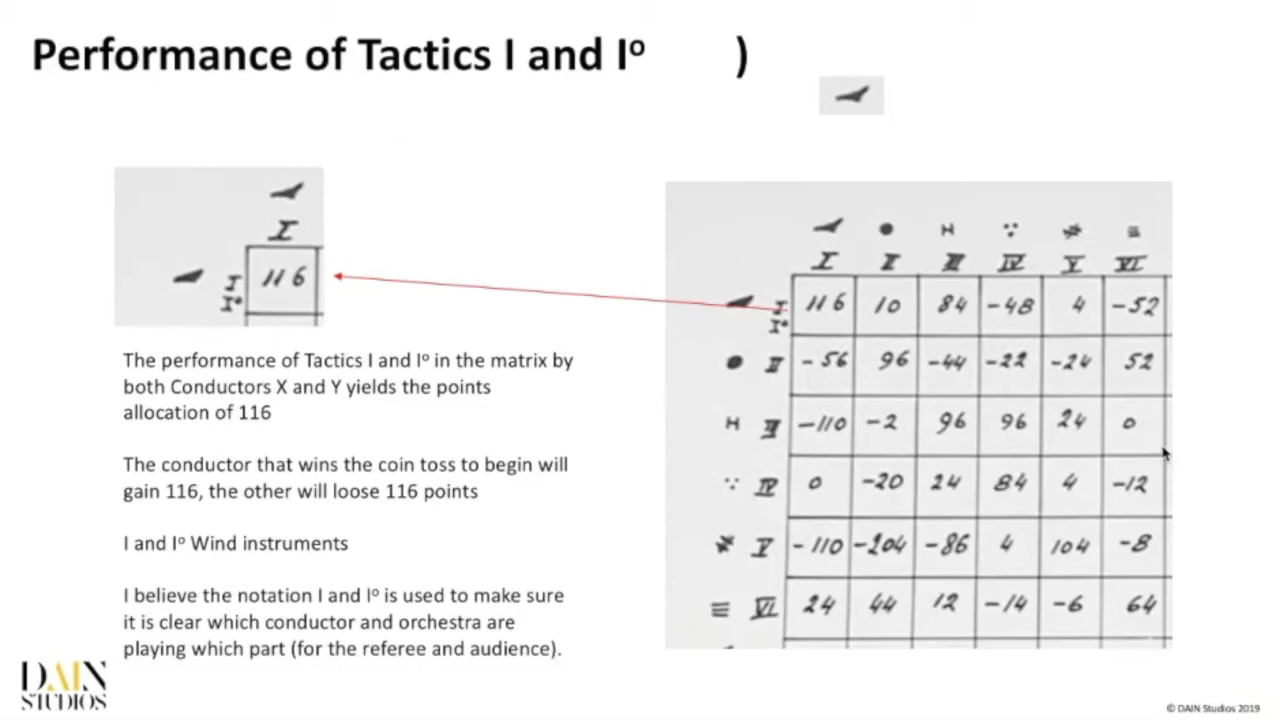 Performance of Tactics I and Iº )
I
I 116
Iº
I II III IV V VI
I 116 10 84 -48 4 -52
Iº
II -56 96 -44 -22 -24 52
III -110 -2 96 96 24 0
IV 0 -20 24 84 4 -12
V -110 -204 -86 4 104 -8
VI 24 44 12 -14 -6 64
The performance of Tactics I and Iº in the matrix by
both Conductors X and Y yields the points
allocation of 116
The conductor that wins the coin toss to begin will
gain 116, the other will loose 116 points
I and Iº Wind instruments
I believe the notation I and Iº is used to make sure
it is clear which conductor and orchestra are
playing which part (for the referee and audience).
DAIN
STUDIOS
© DAIN Studios 2019